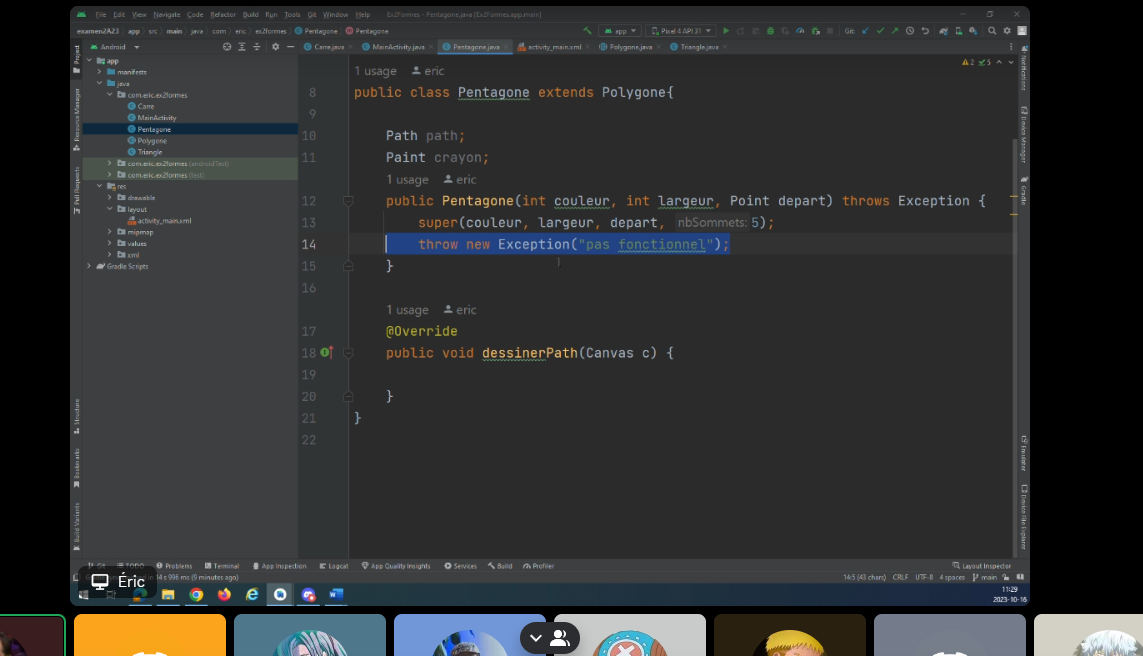 File Edit View Navigate Code Refactor Build Run Tools Git Window Help Ex2Formes - Pentagone.java [Ex2Formes.app.main]
examen2A23 app src main java com eric ex2formes Pentagone Pentagone app Pixel 4 API 31 Git:
Android Carre.java MainActivity.java Pentagone.java activity_main.xml Polygone.java Triangle.java
app
manifests
java
com.eric.ex2formes
Carre
MainActivity
Pentagone
Polygone
Triangle
com.eric.ex2formes (androidTest)
com.eric.ex2formes (test)
res
drawable
layout
activity_main.xml
mipmap
values
xml
Gradle Scripts
Project
Resource Manager
Pull Requests
Structure
Bookmarks
Build Variants
2 5
1 usage eric
8 public class Pentagone extends Polygone{
9
10 Path path;
11 Paint crayon;
1 usage eric
12 public Pentagone(int couleur, int largeur, Point depart) throws Exception {
13 super(couleur, largeur, depart, nbSommets: 5);
14 throw new Exception("pas fonctionnel");
15 }
16
1 usage eric
17 @Override
18 public void dessinerPath(Canvas c) {
19
20 }
21 }
22
Notifications
Device Manager
Gradle
Emulator
Device File Explorer
Git TODO Problems Terminal App Inspection Logcat App Quality Insights Services Build Profiler Layout Inspector
s 996 ms (9 minutes ago) 14:5 (43 chars) CRLF UTF-8 4 spaces main
Éric
11:29
2023-10-16